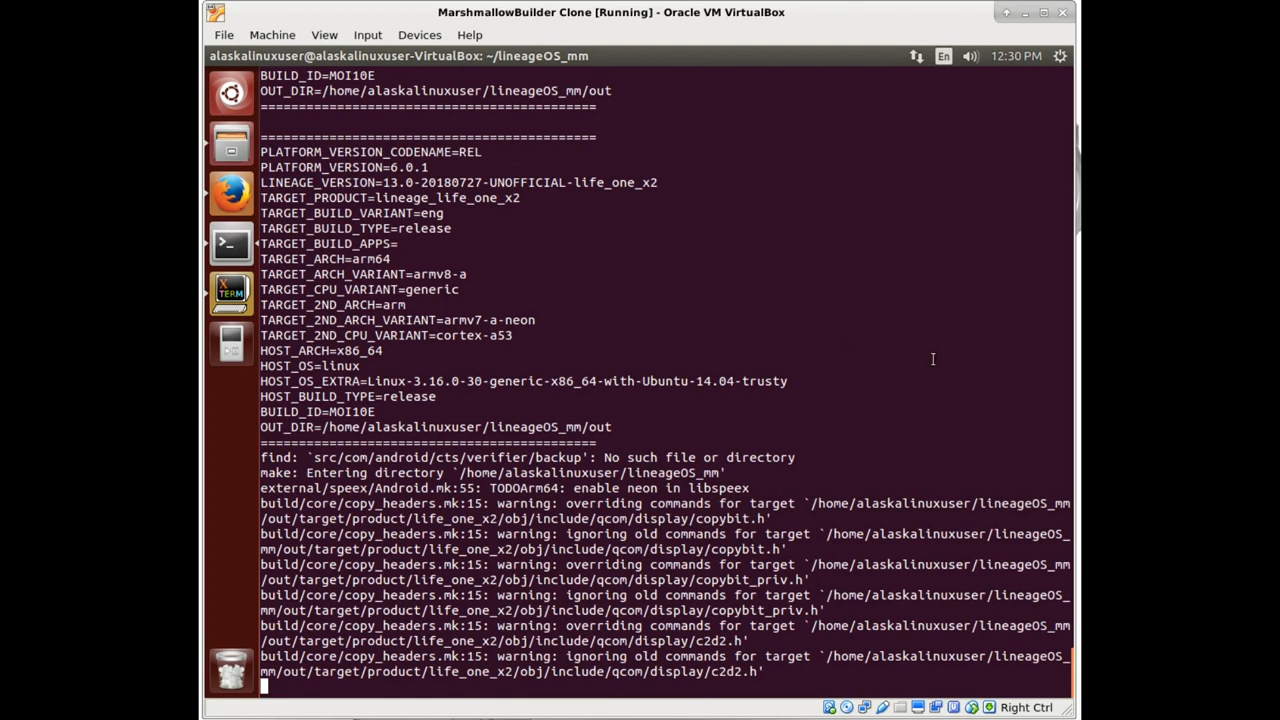 MarshmallowBuilder Clone [Running] - Oracle VM VirtualBox
File Machine View Input Devices Help
alaskalinuxuser@alaskalinuxuser-VirtualBox: ~/lineageOS_mm En 12:30 PM
BUILD_ID=MOI10E
OUT_DIR=/home/alaskalinuxuser/lineageOS_mm/out
============================================
============================================
PLATFORM_VERSION_CODENAME=REL
PLATFORM_VERSION=6.0.1
LINEAGE_VERSION=13.0-20180727-UNOFFICIAL-life_one_x2
TARGET_PRODUCT=lineage_life_one_x2
TARGET_BUILD_VARIANT=eng
TARGET_BUILD_TYPE=release
TARGET_BUILD_APPS=
TARGET_ARCH=arm64
TARGET_ARCH_VARIANT=armv8-a
TARGET_CPU_VARIANT=generic
TARGET_2ND_ARCH=arm
TARGET_2ND_ARCH_VARIANT=armv7-a-neon
TARGET_2ND_CPU_VARIANT=cortex-a53
HOST_ARCH=x86_64
HOST_OS=linux
HOST_OS_EXTRA=Linux-3.16.0-30-generic-x86_64-with-Ubuntu-14.04-trusty
HOST_BUILD_TYPE=release
BUILD_ID=MOI10E
OUT_DIR=/home/alaskalinuxuser/lineageOS_mm/out
============================================
find: `src/com/android/cts/verifier/backup': No such file or directory
make: Entering directory `/home/alaskalinuxuser/lineageOS_mm'
external/speex/Android.mk:55: TODOArm64: enable neon in libspeex
build/core/copy_headers.mk:15: warning: overriding commands for target `/home/alaskalinuxuser/lineageOS_mm
/out/target/product/life_one_x2/obj/include/qcom/display/copybit.h'
build/core/copy_headers.mk:15: warning: ignoring old commands for target `/home/alaskalinuxuser/lineageOS_
mm/out/target/product/life_one_x2/obj/include/qcom/display/copybit.h'
build/core/copy_headers.mk:15: warning: overriding commands for target `/home/alaskalinuxuser/lineageOS_mm
/out/target/product/life_one_x2/obj/include/qcom/display/copybit_priv.h'
build/core/copy_headers.mk:15: warning: ignoring old commands for target `/home/alaskalinuxuser/lineageOS_
mm/out/target/product/life_one_x2/obj/include/qcom/display/copybit_priv.h'
build/core/copy_headers.mk:15: warning: overriding commands for target `/home/alaskalinuxuser/lineageOS_mm
/out/target/product/life_one_x2/obj/include/qcom/display/c2d2.h'
build/core/copy_headers.mk:15: warning: ignoring old commands for target `/home/alaskalinuxuser/lineageOS_
mm/out/target/product/life_one_x2/obj/include/qcom/display/c2d2.h'
X
TERM
Right Ctrl